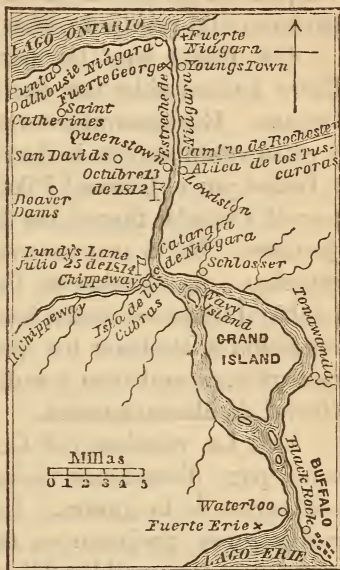 LAGO ONTARIO
Fuerte
Niágara
Youngs Town
Punta
Dalhousie
Niágara
Fuerte George
Saint
Catherines
Estrecho de
Niágara
Queenstown
Camino de Rochester
San Davids
Aldea de los Tus-
caroras
Octubre 13
de 1812
Lewiston
Beaver
Dams
Catarata
de Niágara
Lundy's Lane
Julio 25 de 1814
Schlosser
Chippeway
R. Chippeway
Isla de las
Cabras
Navy
Island
GRAND
ISLAND
Tonawanda
Millas
0 1 2 3 4 5
BUFFALO
Black Rock
Waterloo
Fuerte Erie
LAGO ERIE